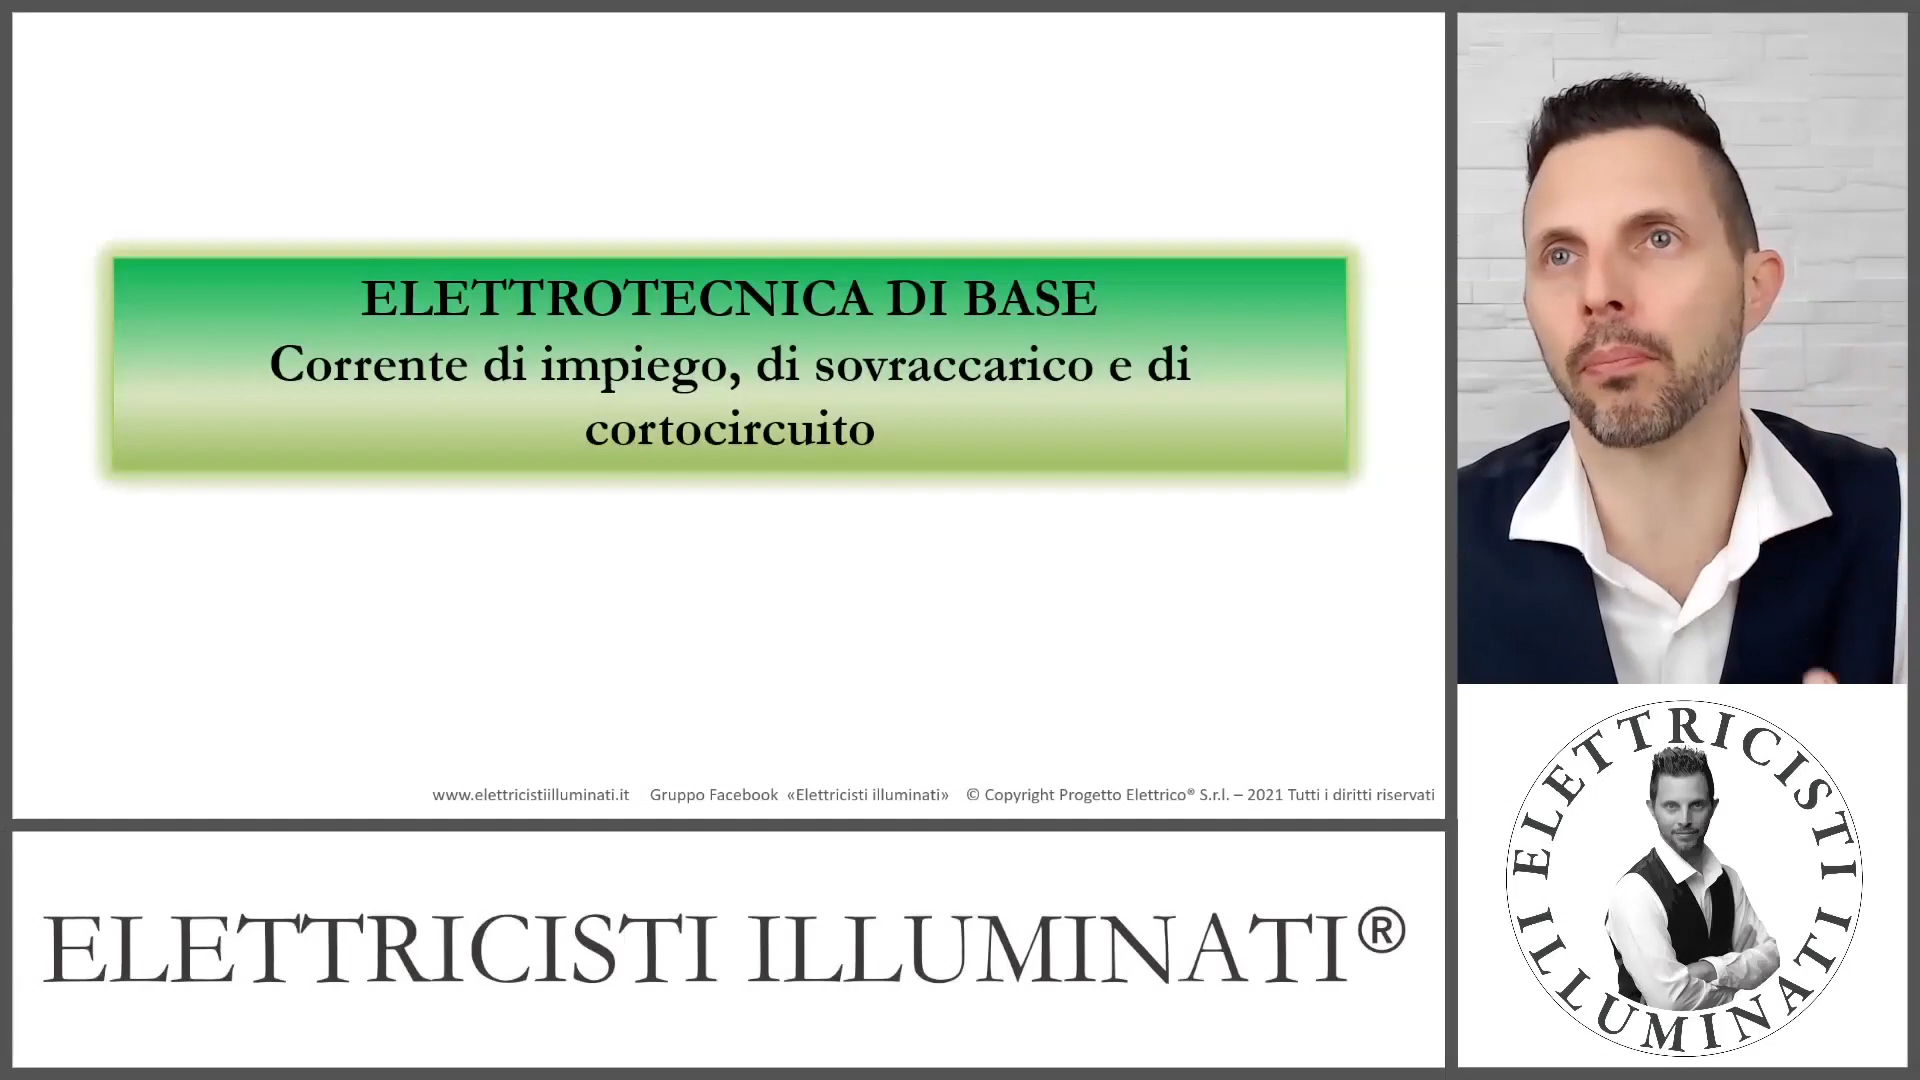 ELETTROTECNICA DI BASE
Corrente di impiego, di sovraccarico e di
cortocircuito
www.elettricistiilluminati.it Gruppo Facebook «Elettricisti illuminati» © Copyright Progetto Elettrico® S.r.l. – 2021 Tutti i diritti riservati
ELETTRICISTI ILLUMINATI®
ELETTRICISTI
ILLUMINATI